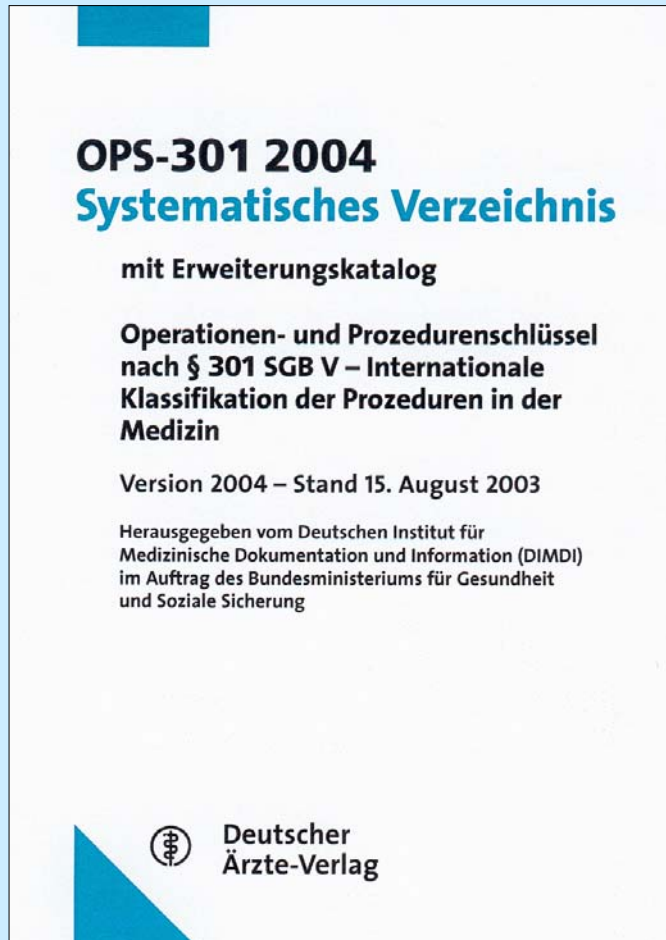 OPS-301 2004
Systematisches Verzeichnis
mit Erweiterungskatalog
Operationen- und Prozedurenschlüssel
nach § 301 SGB V – Internationale
Klassifikation der Prozeduren in der
Medizin
Version 2004 – Stand 15. August 2003
Herausgegeben vom Deutschen Institut für
Medizinische Dokumentation und Information (DIMDI)
im Auftrag des Bundesministeriums für Gesundheit
und Soziale Sicherung
Deutscher
Ärzte-Verlag